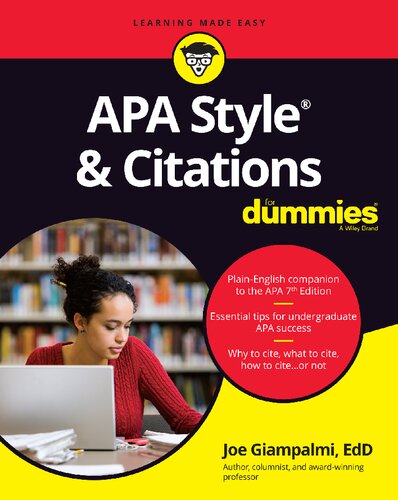 LEARNING MADE EASY
APA Style®
& Citations
for
dummies®
A Wiley Brand
Plain-English companion
to the APA 7th Edition
Essential tips for undergraduate
APA success
Why to cite, what to cite,
how to cite...or not
Joe Giampalmi, EdD
Author, columnist, and award-winning
professor